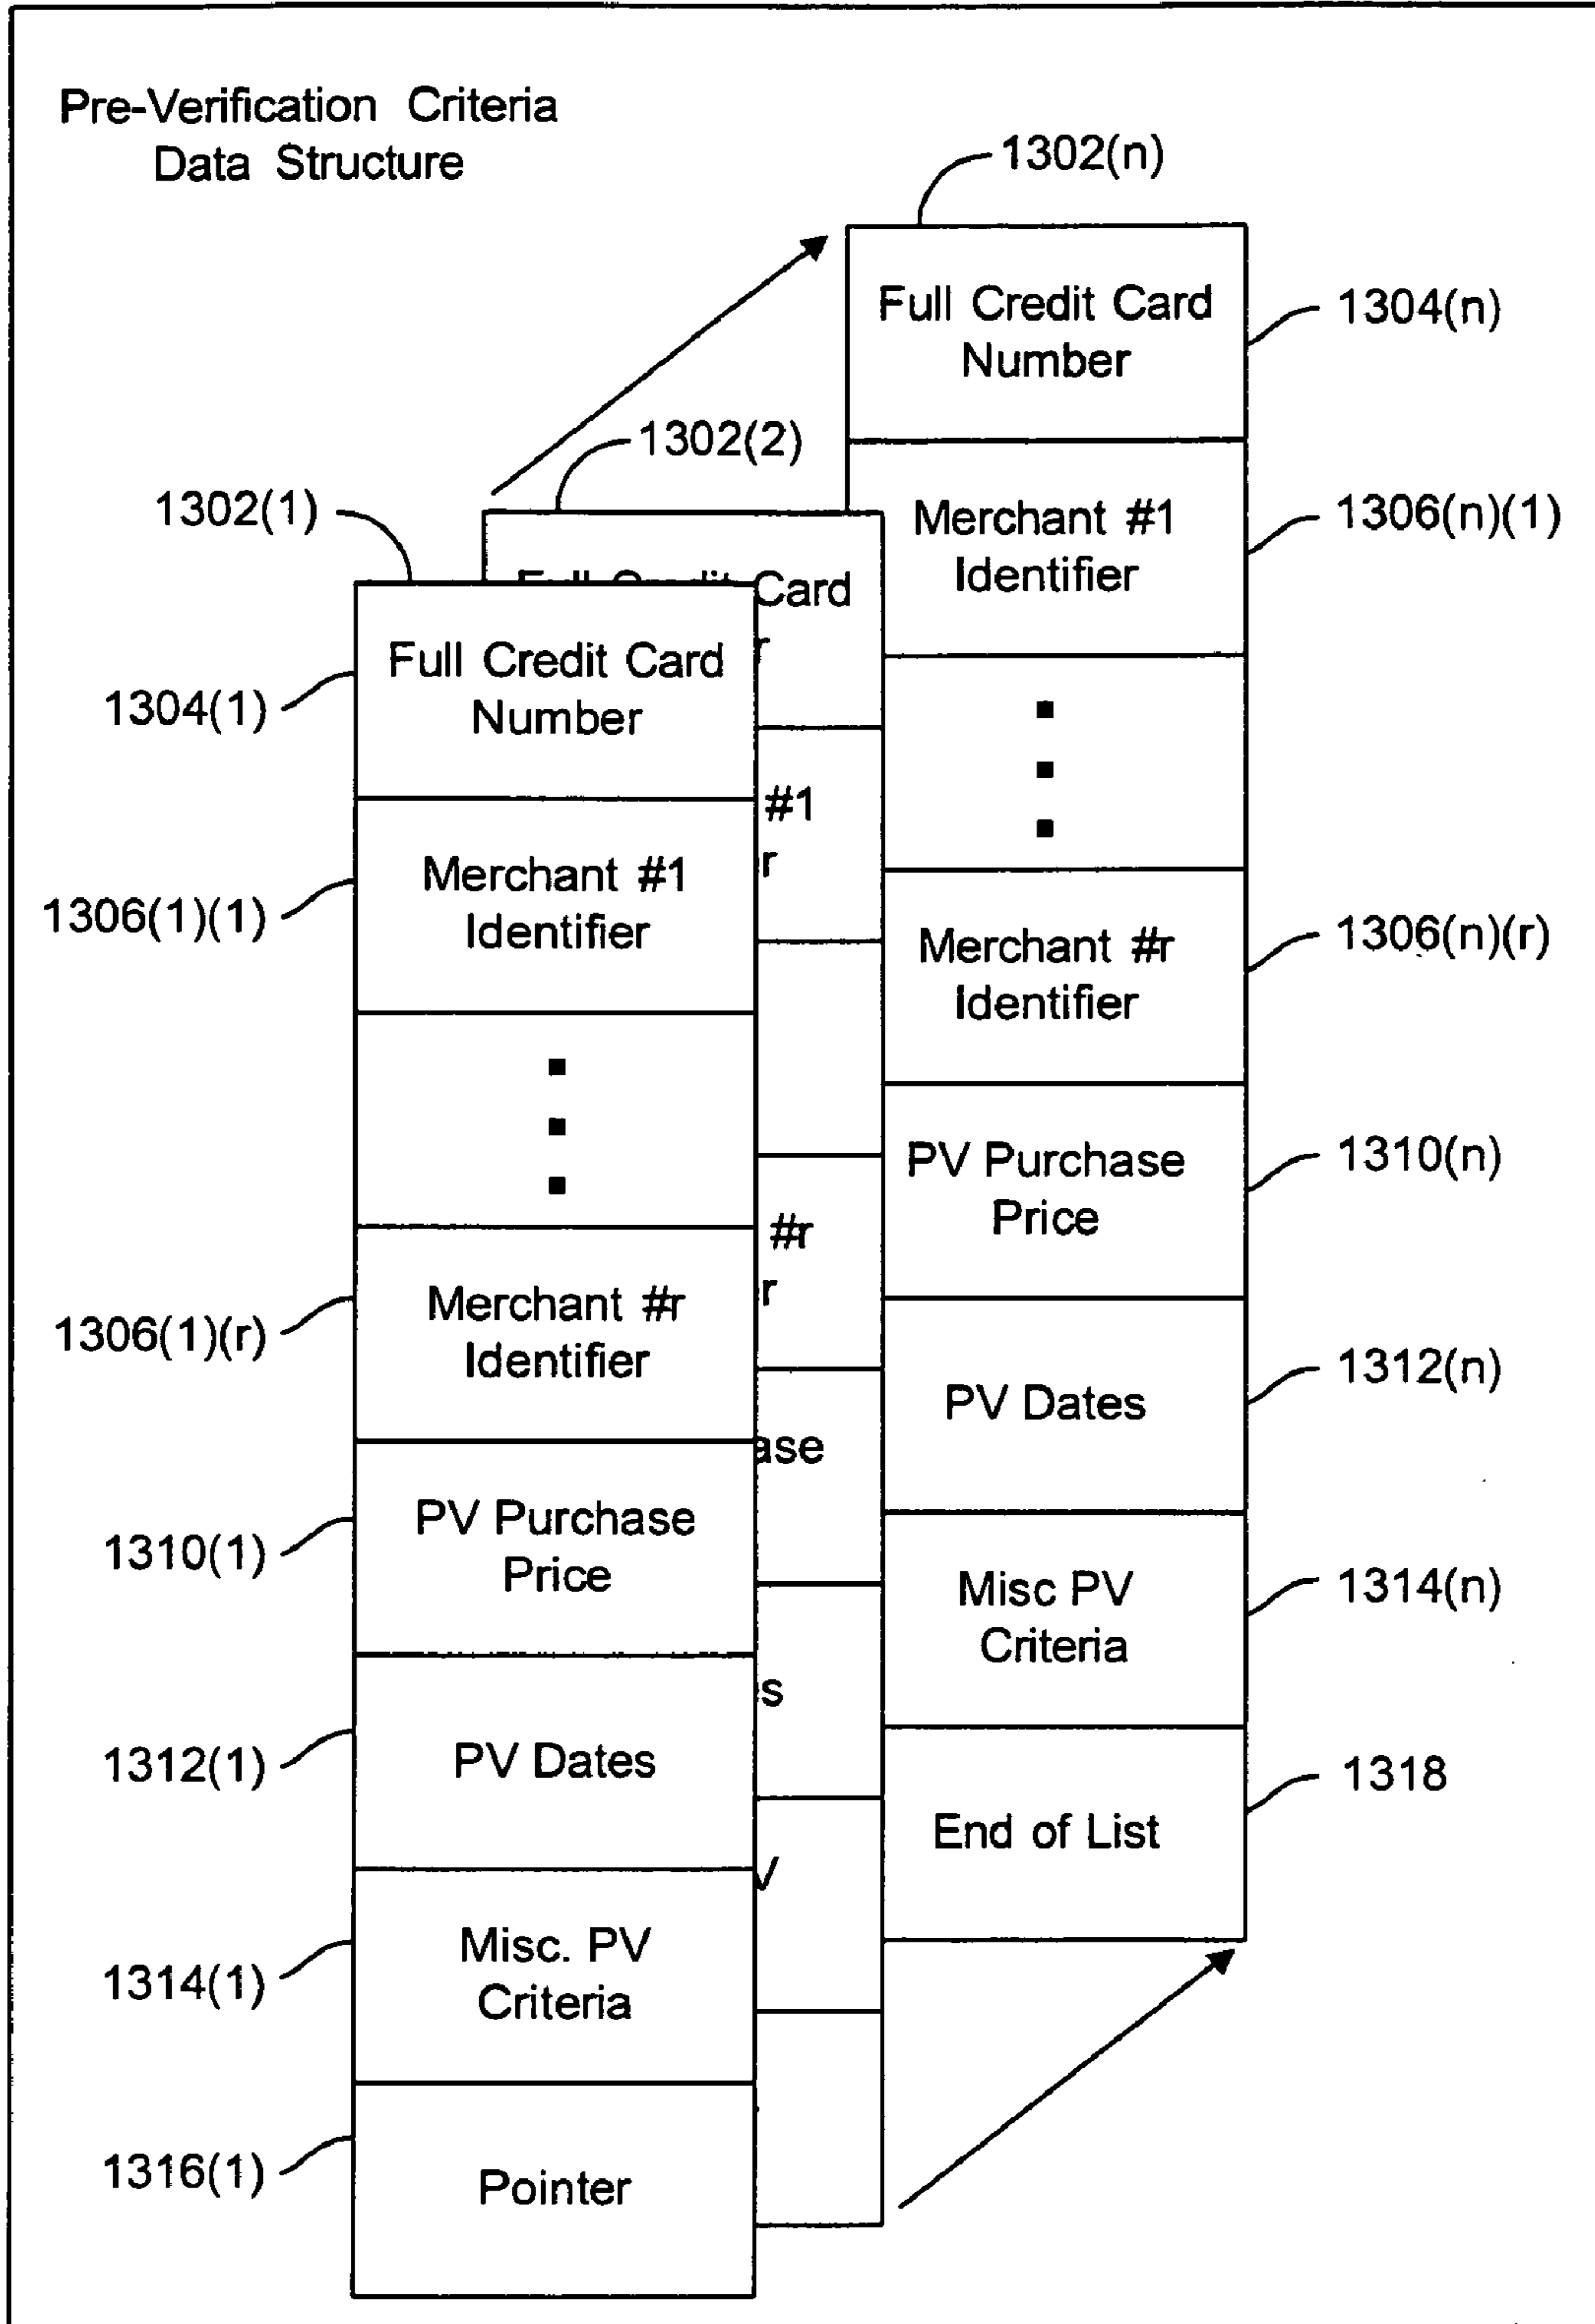 Pre-Verification Criteria
Data Structure
1302(n)
Full Credit Card
Number
1304(n)
1302(2)
Merchant #1
Identifier
1306(n)(1)
1302(1)
Card
r
Full Credit Card
Number
1304(1)
#1
r
Merchant #1
Identifier
1306(1)(1)
Merchant #r
Identifier
1306(n)(r)
PV Purchase
Price
1310(n)
#r
r
Merchant #r
Identifier
1306(1)(r)
PV Dates
1312(n)
ase
PV Purchase
Price
1310(1)
Misc PV
Criteria
1314(n)
s
PV Dates
1312(1)
End of List
1318
V
Misc. PV
Criteria
1314(1)
Pointer
1316(1)